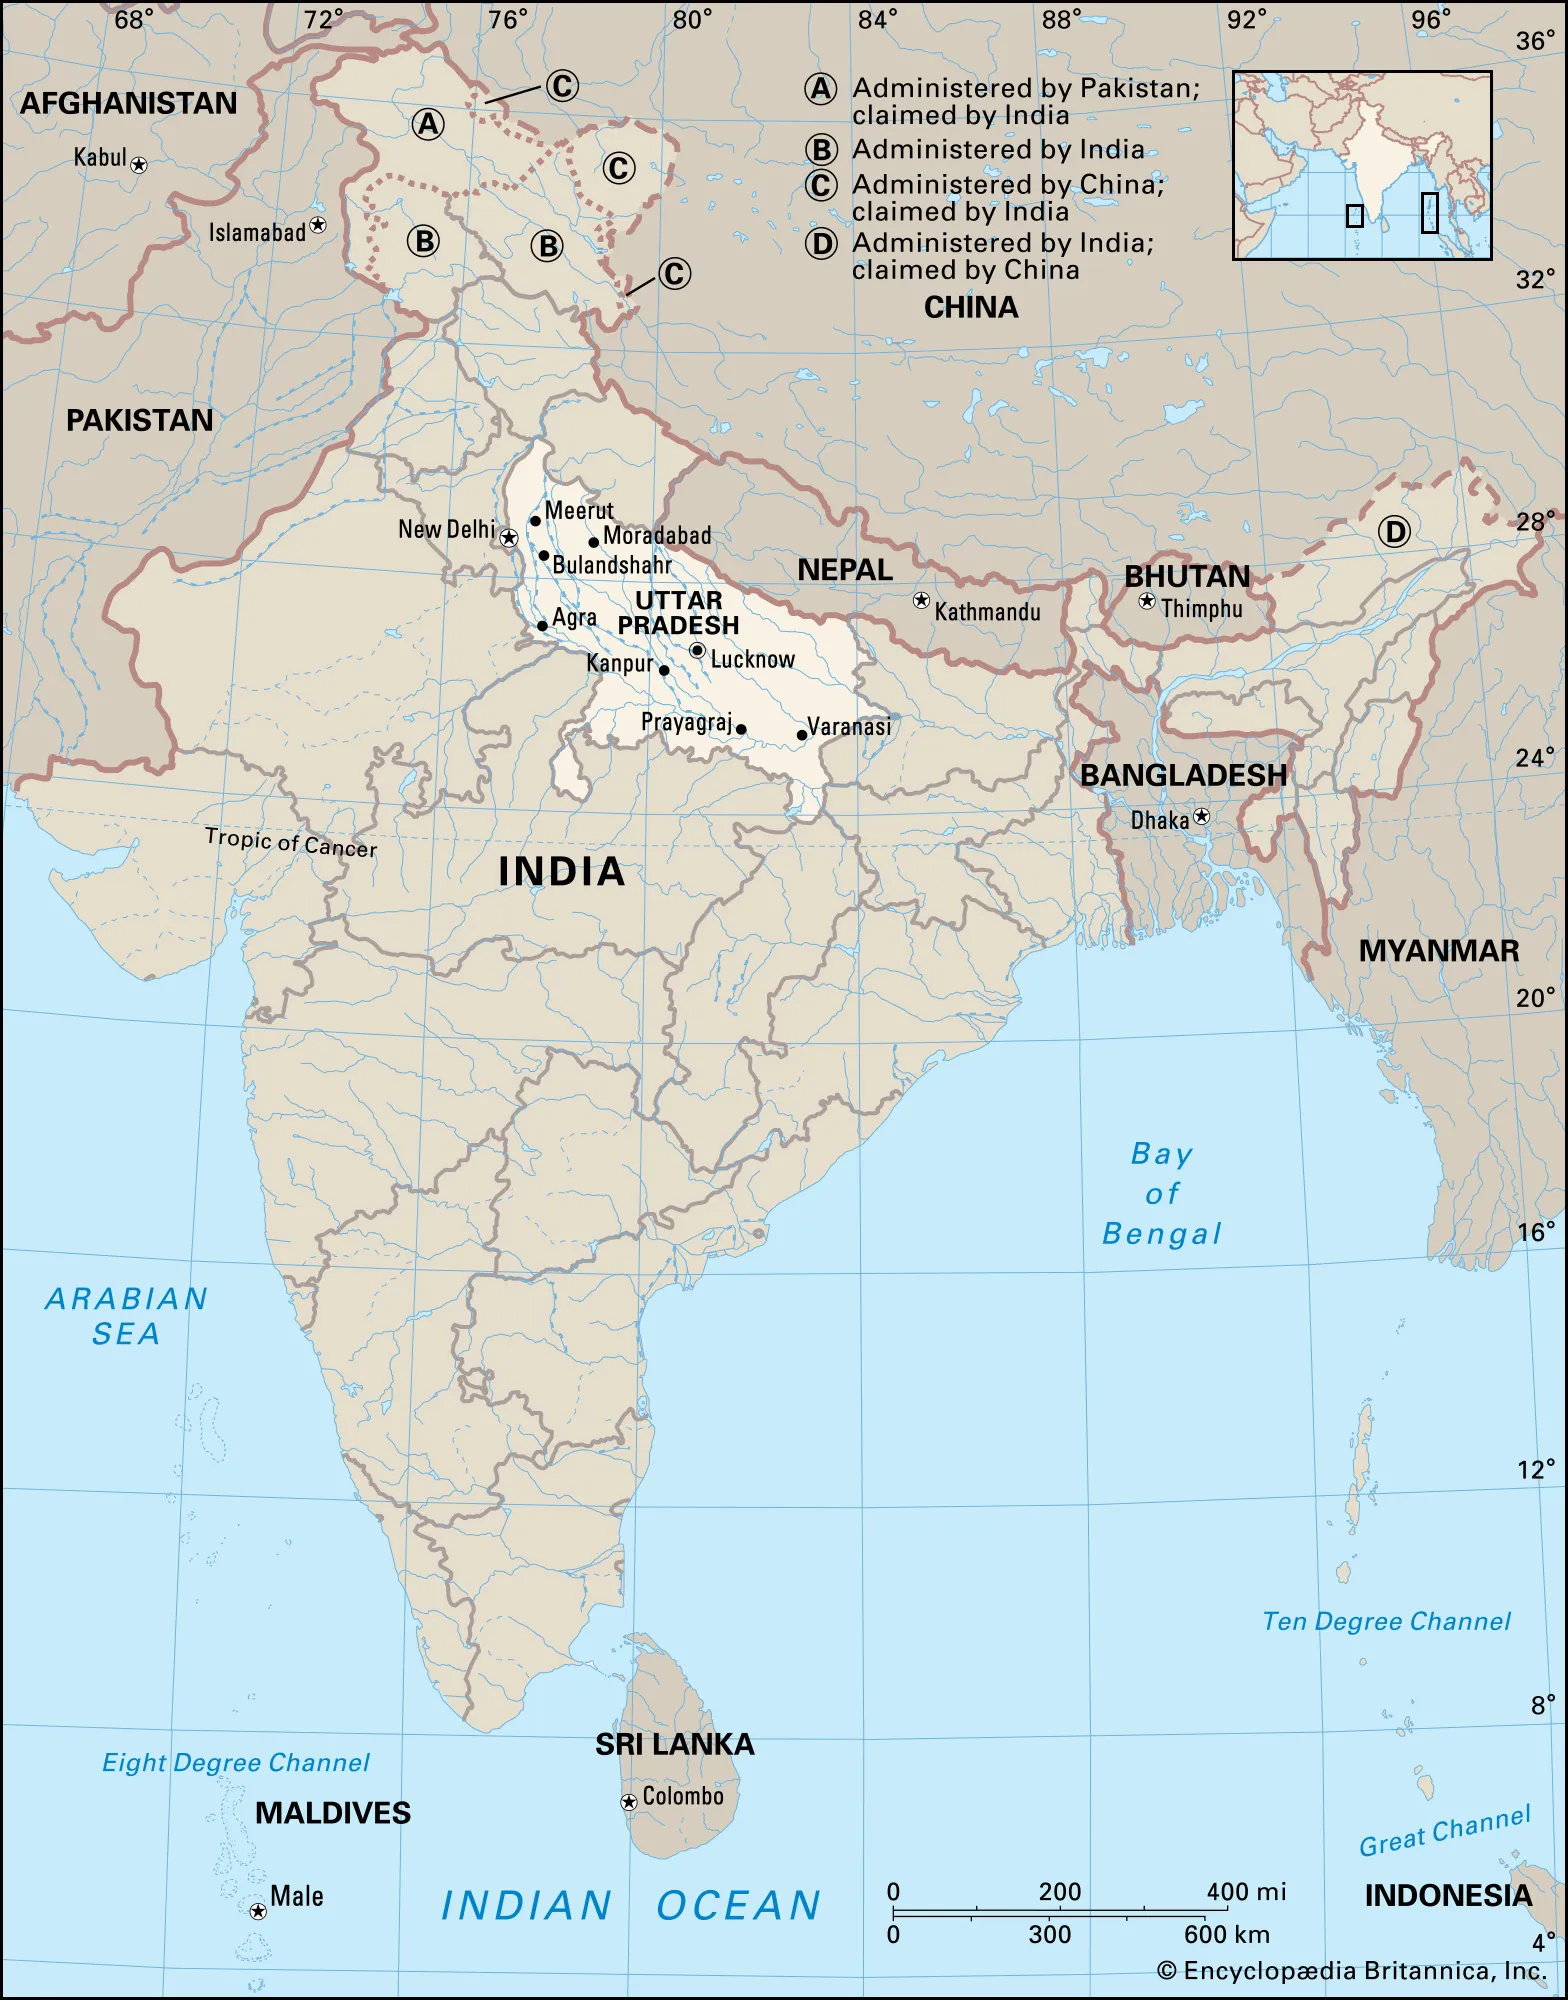 68°
72°
76°
80°
84°
88°
92°
96°
36°
AFGHANISTAN
Kabul
Islamabad
PAKISTAN
A
C
C
B
B
C
A Administered by Pakistan;
claimed by India
B Administered by India
C Administered by China;
claimed by India
D Administered by India;
claimed by China
CHINA
32°
28°
D
New Delhi
Meerut
Moradabad
Bulandshahr
UTTAR
PRADESH
Agra
Lucknow
Kanpur
Prayagraj
Varanasi
NEPAL
Kathmandu
BHUTAN
Thimphu
24°
BANGLADESH
Dhaka
Tropic of Cancer
INDIA
MYANMAR
20°
Bay
of
Bengal
16°
ARABIAN
SEA
12°
Ten Degree Channel
8°
SRI LANKA
Colombo
Eight Degree Channel
MALDIVES
Male
INDIAN OCEAN
Great Channel
INDONESIA
4°
0 200 400 mi
0 300 600 km
© Encyclopædia Britannica, Inc.